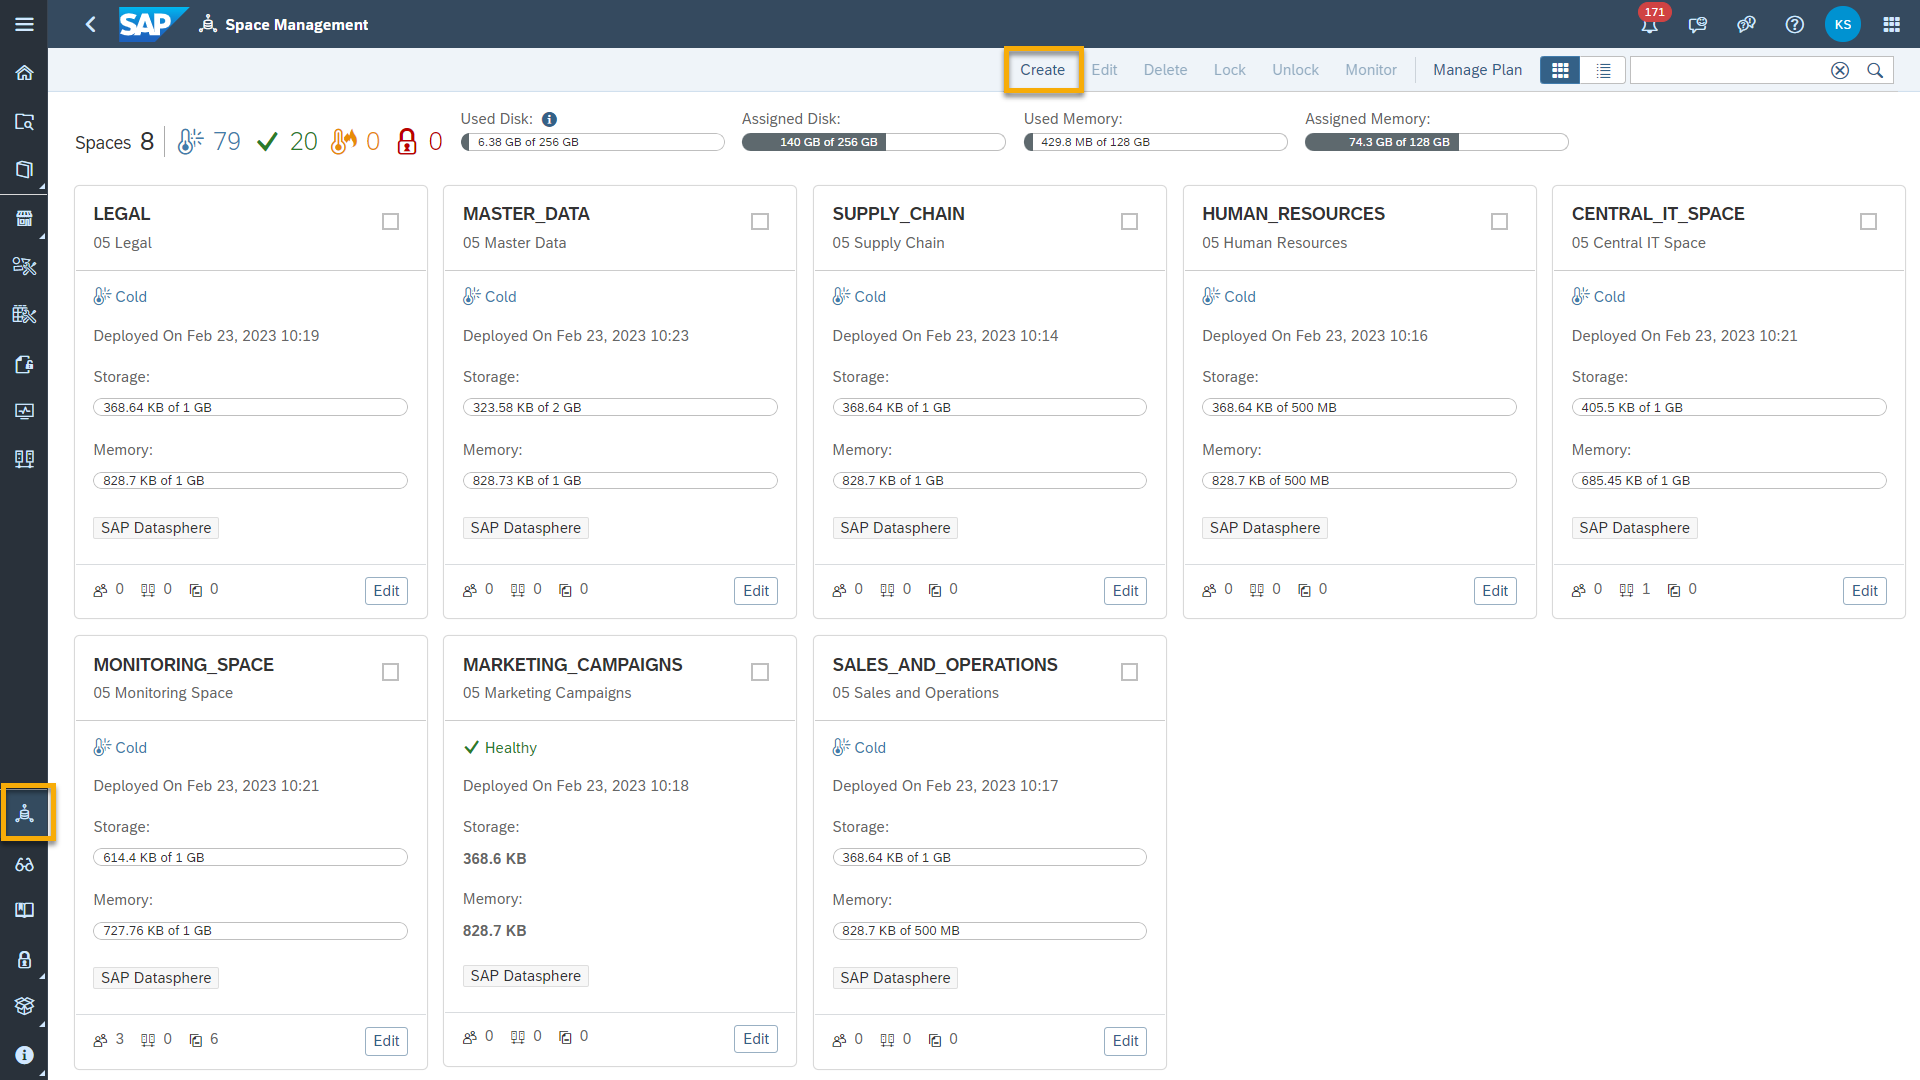 SAP Space Management 171 KS
Create Edit Delete Lock Unlock Monitor Manage Plan
Spaces 8 79 20 0 0
Used Disk: Assigned Disk: Used Memory: Assigned Memory:
6.38 GB of 256 GB 140 GB of 256 GB 429.8 MB of 128 GB 74.3 GB of 128 GB
LEGAL
05 Legal
Cold
Deployed On Feb 23, 2023 10:19
Storage:
368.64 KB of 1 GB
Memory:
828.7 KB of 1 GB
SAP Datasphere
0 0 0 Edit
MASTER_DATA
05 Master Data
Cold
Deployed On Feb 23, 2023 10:23
Storage:
323.58 KB of 2 GB
Memory:
828.73 KB of 1 GB
SAP Datasphere
0 0 0 Edit
SUPPLY_CHAIN
05 Supply Chain
Cold
Deployed On Feb 23, 2023 10:14
Storage:
368.64 KB of 1 GB
Memory:
828.7 KB of 1 GB
SAP Datasphere
0 0 0 Edit
HUMAN_RESOURCES
05 Human Resources
Cold
Deployed On Feb 23, 2023 10:16
Storage:
368.64 KB of 500 MB
Memory:
828.7 KB of 500 MB
SAP Datasphere
0 0 0 Edit
CENTRAL_IT_SPACE
05 Central IT Space
Cold
Deployed On Feb 23, 2023 10:21
Storage:
405.5 KB of 1 GB
Memory:
685.45 KB of 1 GB
SAP Datasphere
0 1 0 Edit
MONITORING_SPACE
05 Monitoring Space
Cold
Deployed On Feb 23, 2023 10:21
Storage:
614.4 KB of 1 GB
Memory:
727.76 KB of 1 GB
SAP Datasphere
3 0 6 Edit
MARKETING_CAMPAIGNS
05 Marketing Campaigns
Healthy
Deployed On Feb 23, 2023 10:18
Storage:
368.6 KB
Memory:
828.7 KB
SAP Datasphere
0 0 0 Edit
SALES_AND_OPERATIONS
05 Sales and Operations
Cold
Deployed On Feb 23, 2023 10:17
Storage:
368.64 KB of 1 GB
Memory:
828.7 KB of 500 MB
SAP Datasphere
0 0 0 Edit